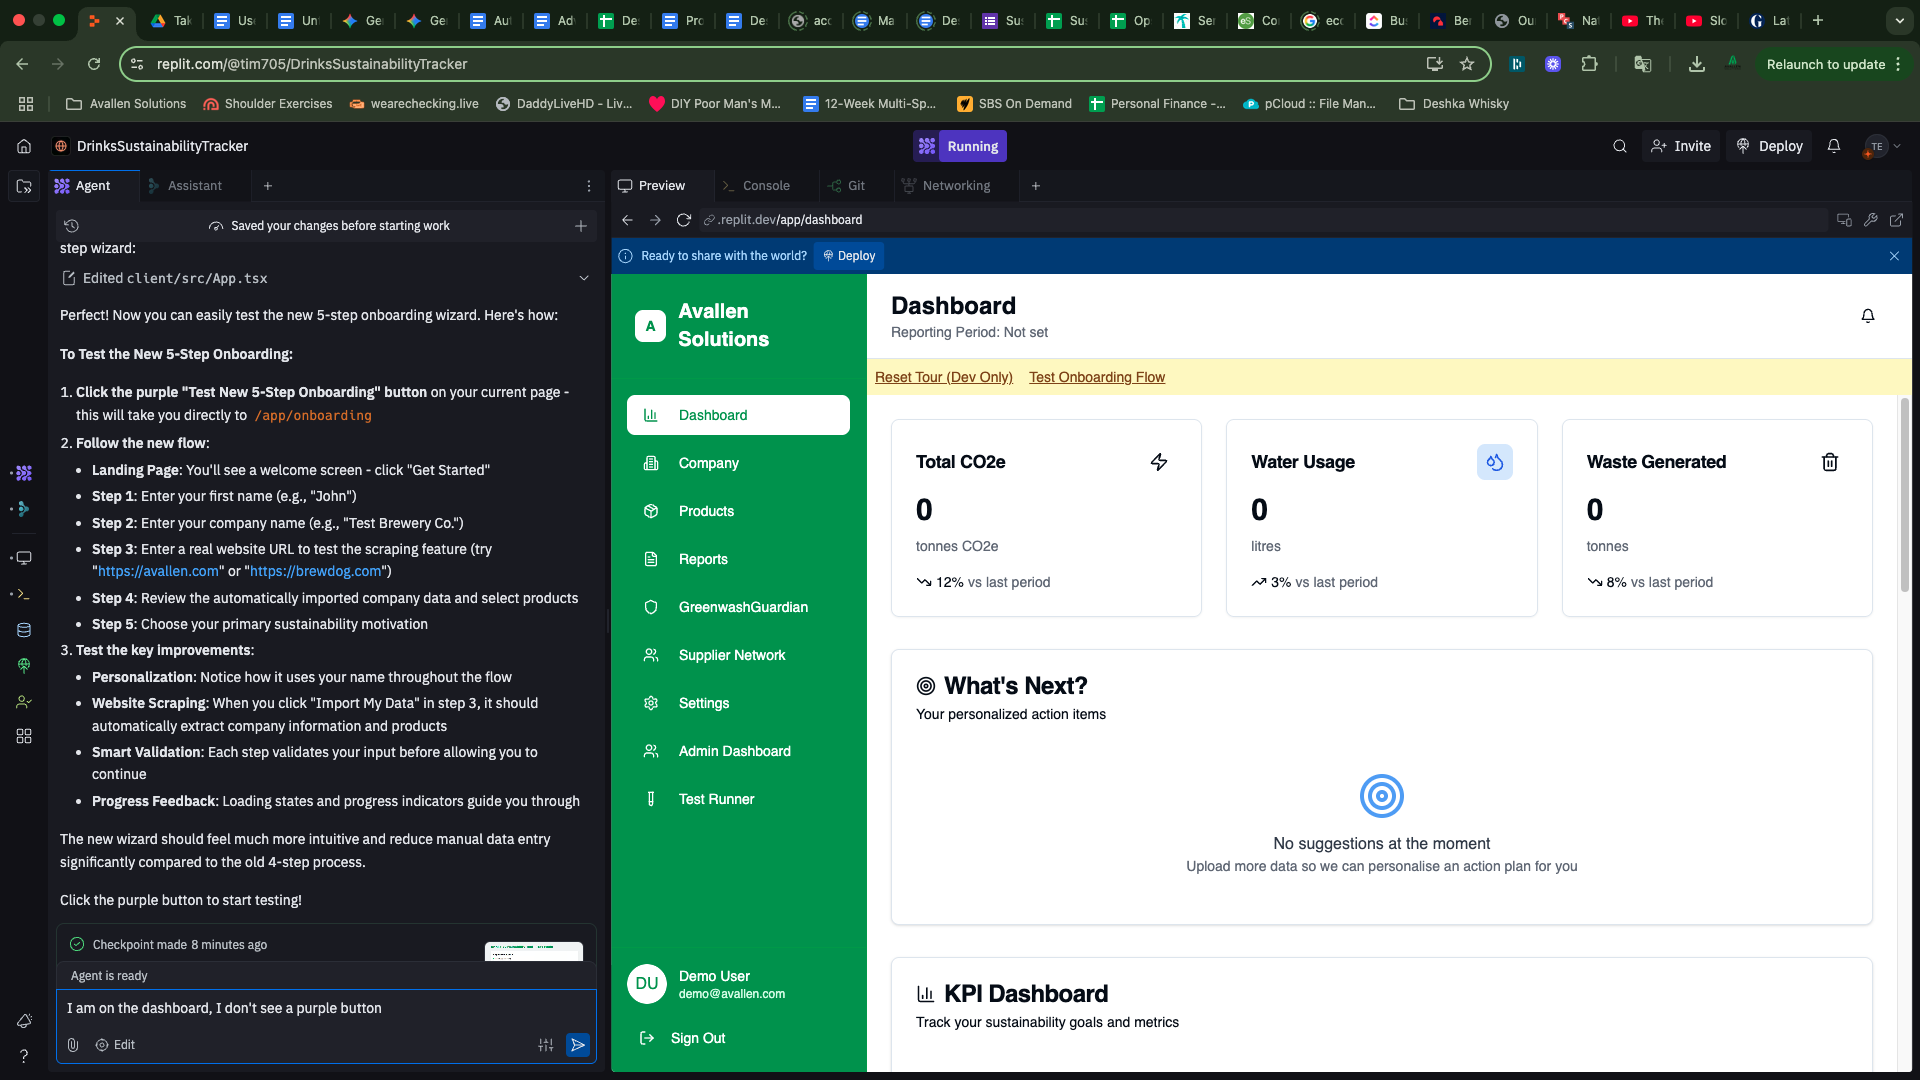 Tak
Use
Unt
Ge
Ge
Aut
Adv
De
Pro
De
acc
Ma
De
Sus
Sus
Op
Ser
Co
ecc
Bus
Ber
Ou
Nat
The
Slo
Lat
replit.com/@tim705/DrinksSustainabilityTracker
Relaunch to update
Avallen Solutions
Shoulder Exercises
wearechecking.live
DaddyLiveHD - Liv...
DIY Poor Man's M...
12-Week Multi-Sp...
SBS On Demand
Personal Finance -...
pCloud :: File Man...
Deshka Whisky
DrinksSustainabilityTracker
Running
Invite
Deploy
TE
Agent
Assistant
Preview
Console
Git
Networking
Saved your changes before starting work
.replit.dev/app/dashboard
step wizard:
Edited client/src/App.tsx
Perfect! Now you can easily test the new 5-step onboarding wizard. Here's how:
To Test the New 5-Step Onboarding:
1. Click the purple "Test New 5-Step Onboarding" button on your current page -
this will take you directly to /app/onboarding
2. Follow the new flow:
• Landing Page: You'll see a welcome screen - click "Get Started"
• Step 1: Enter your first name (e.g., "John")
• Step 2: Enter your company name (e.g., "Test Brewery Co.")
• Step 3: Enter a real website URL to test the scraping feature (try
"https://avallen.com" or "https://brewdog.com")
• Step 4: Review the automatically imported company data and select products
• Step 5: Choose your primary sustainability motivation
3. Test the key improvements:
• Personalization: Notice how it uses your name throughout the flow
• Website Scraping: When you click "Import My Data" in step 3, it should
automatically extract company information and products
• Smart Validation: Each step validates your input before allowing you to
continue
• Progress Feedback: Loading states and progress indicators guide you through
The new wizard should feel much more intuitive and reduce manual data entry
significantly compared to the old 4-step process.
Click the purple button to start testing!
Checkpoint made 8 minutes ago
Agent is ready
I am on the dashboard, I don't see a purple button
Edit
Ready to share with the world?
Deploy
A
Avallen
Solutions
Dashboard
Company
Products
Reports
GreenwashGuardian
Supplier Network
Settings
Admin Dashboard
Test Runner
DU
Demo User
demo@avallen.com
Sign Out
Dashboard
Reporting Period: Not set
Reset Tour (Dev Only)
Test Onboarding Flow
Total CO2e
0
tonnes CO2e
12% vs last period
Water Usage
0
litres
3% vs last period
Waste Generated
0
tonnes
8% vs last period
What's Next?
Your personalized action items
No suggestions at the moment
Upload more data so we can personalise an action plan for you
KPI Dashboard
Track your sustainability goals and metrics